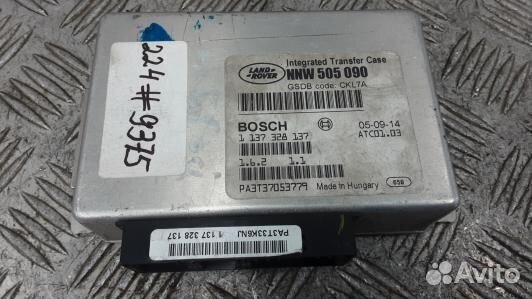 224#9375
LAND ROVER
Integrated Transfer Case
NNW 505 090
GSDB code: CKL7A
BOSCH
05-09-14
1 137 328 137
ATC01.03
1.6.2 1.1
PA3T37053779
Made in Hungary
658
PA3T33K6NJ 1 137 328 137
Avito